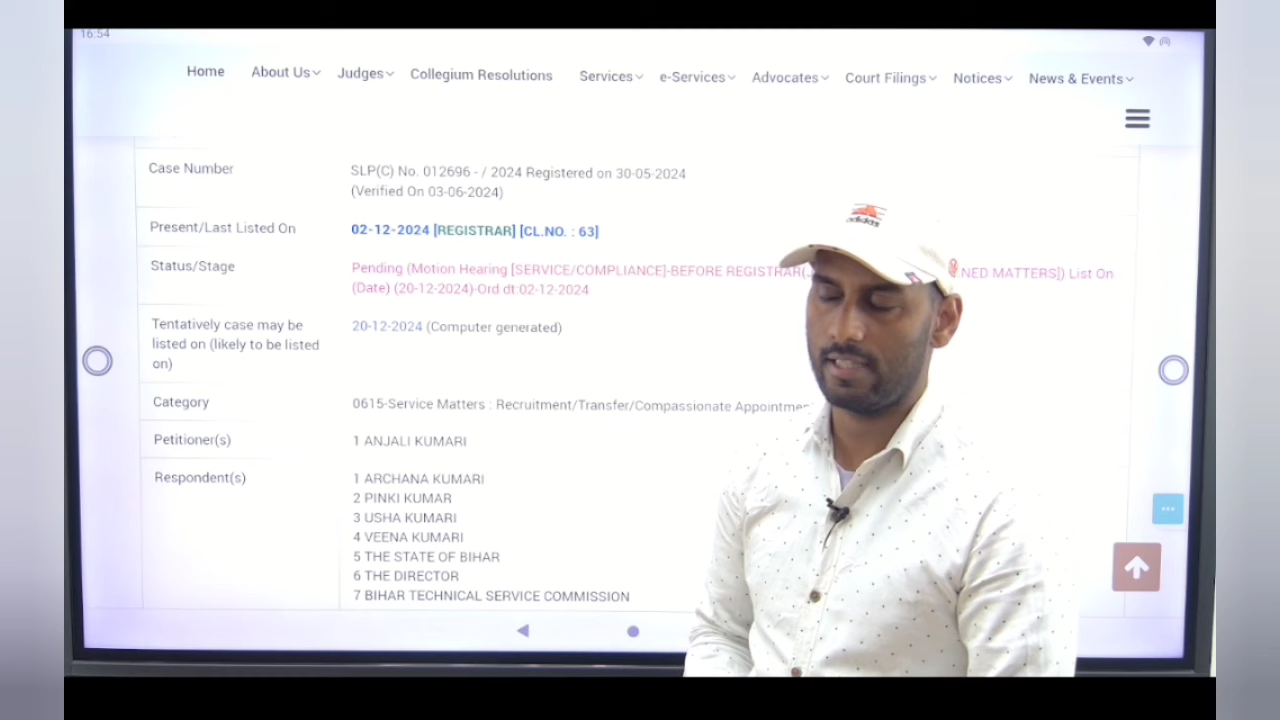 16:54
Home About Us Judges Collegium Resolutions Services e-Services Advocates Court Filings Notices News & Events
Case Number SLP(C) No. 012696 - / 2024 Registered on 30-05-2024
(Verified On 03-06-2024)
Present/Last Listed On 02-12-2024 [REGISTRAR] [CL.NO. : 63]
Status/Stage Pending (Motion Hearing [SERVICE/COMPLIANCE]-BEFORE REGISTRAR( NED MATTERS]) List On
(Date) (20-12-2024)-Ord dt:02-12-2024
Tentatively case may be
listed on (likely to be listed
on)
20-12-2024 (Computer generated)
Category 0615-Service Matters : Recruitment/Transfer/Compassionate
Petitioner(s) 1 ANJALI KUMARI
Respondent(s) 1 ARCHANA KUMARI
2 PINKI KUMAR
3 USHA KUMARI
4 VEENA KUMARI
5 THE STATE OF BIHAR
6 THE DIRECTOR
7 BIHAR TECHNICAL SERVICE COMMISSION
adidas